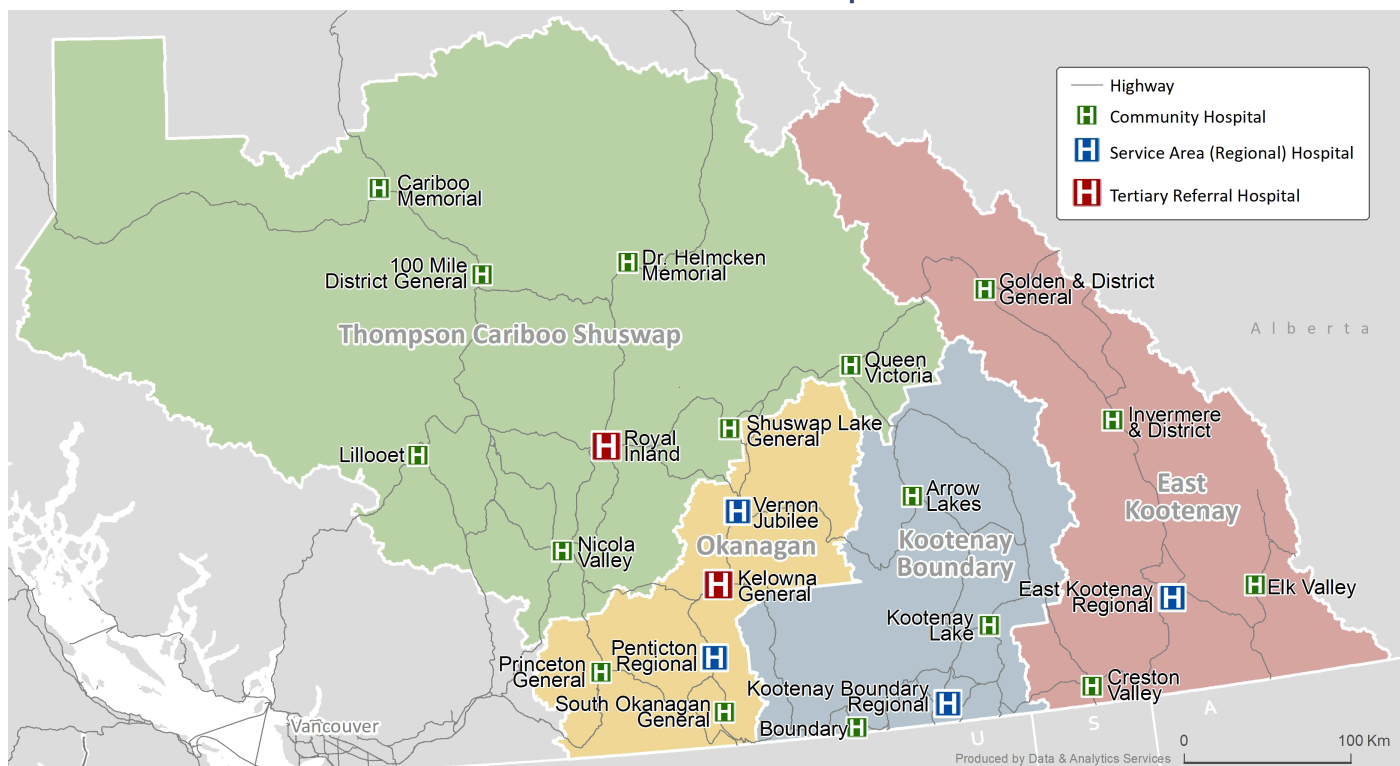 Highway
H Community Hospital
H Service Area (Regional) Hospital
H Tertiary Referral Hospital
H Cariboo
Memorial
100 Mile
District General H
H Dr. Helmcken
Memorial
H Golden & District
General
Thompson Cariboo Shuswap
Alberta
H Queen
Victoria
H Shuswap Lake
General
H Invermere
& District
H Royal
Inland
Lillooet H
East
Kootenay
H Arrow
Lakes
H Vernon
Jubilee
Okanagan
Kootenay
Boundary
H Nicola
Valley
H Kelowna
General
East Kootenay
Regional H
H Elk Valley
Kootenay
Lake H
Penticton
Regional H
Princeton
General H
H Creston
Valley
Kootenay Boundary
Regional H
South Okanagan
General H
Boundary H
Vancouver
U S A
Produced by Data & Analytics Services
0 100 Km